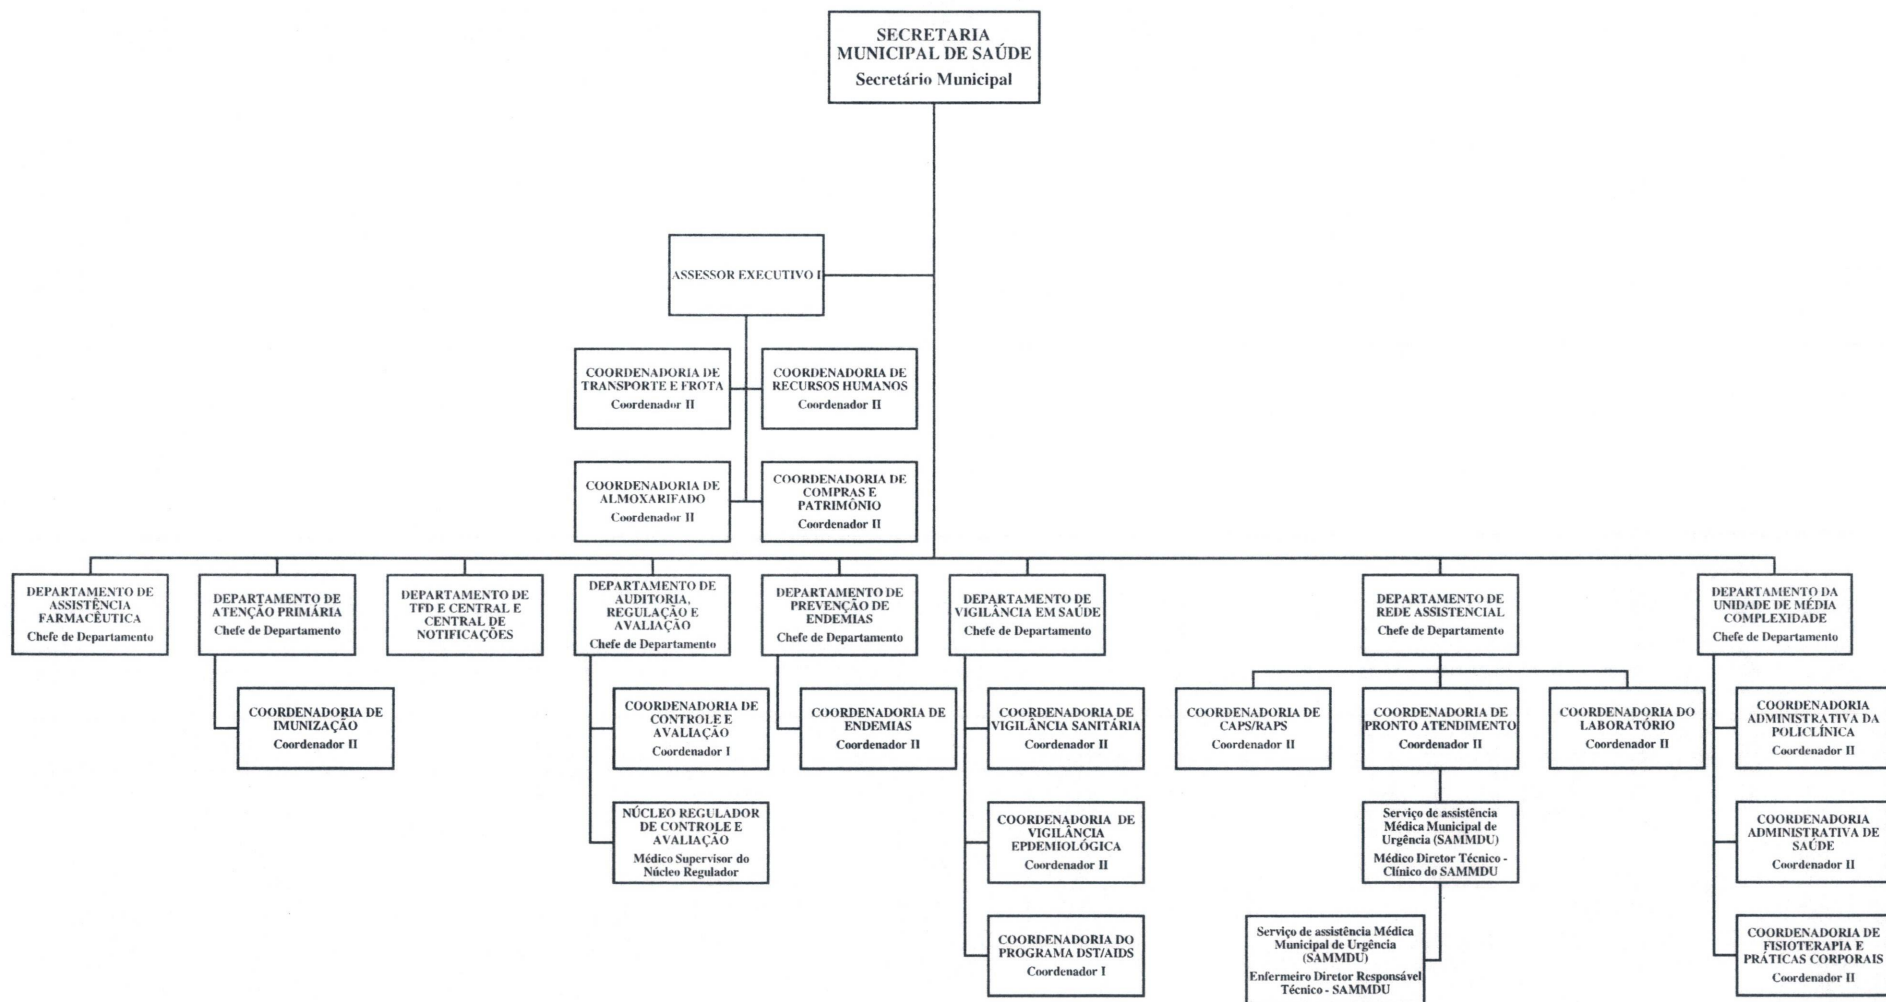 SECRETARIA
MUNICIPAL DE SAÚDE
Secretário Municipal
ASSESSOR EXECUTIVO I
COORDENADORIA DE
TRANSPORTE E FROTA
Coordenador II
COORDENADORIA DE
RECURSOS HUMANOS
Coordenador II
COORDENADORIA DE
ALMOXARIFADO
Coordenador II
COORDENADORIA DE
COMPRAS E
PATRIMÔNIO
Coordenador II
DEPARTAMENTO DE
ASSISTÊNCIA
FARMACÊUTICA
Chefe de Departamento
DEPARTAMENTO DE
ATENÇÃO PRIMÁRIA
Chefe de Departamento
DEPARTAMENTO DE
TFD E CENTRAL E
CENTRAL DE
NOTIFICAÇÕES
DEPARTAMENTO DE
AUDITORIA,
REGULAÇÃO E
AVALIAÇÃO
Chefe de Departamento
DEPARTAMENTO DE
PREVENÇÃO DE
ENDEMIAS
Chefe de Departamento
DEPARTAMENTO DE
VIGILÂNCIA EM SAÚDE
Chefe de Departamento
DEPARTAMENTO DE
REDE ASSISTENCIAL
Chefe de Departamento
DEPARTAMENTO DA
UNIDADE DE MÉDIA
COMPLEXIDADE
Chefe de Departamento
COORDENADORIA DE
IMUNIZAÇÃO
Coordenador II
COORDENADORIA DE
CONTROLE E
AVALIAÇÃO
Coordenador I
COORDENADORIA DE
ENDEMIAS
Coordenador II
COORDENADORIA DE
VIGILÂNCIA SANITÁRIA
Coordenador II
COORDENADORIA DE
CAPS/RAPS
Coordenador II
COORDENADORIA DE
PRONTO ATENDIMENTO
Coordenador II
COORDENADORIA DO
LABORATÓRIO
Coordenador II
COORDENADORIA
ADMINISTRATIVA DA
POLICLÍNICA
Coordenador II
NÚCLEO REGULADOR
DE CONTROLE E
AVALIAÇÃO
Médico Supervisor do
Núcleo Regulador
COORDENADORIA DE
VIGILÂNCIA
EPDEMIOLÓGICA
Coordenador II
Serviço de assistência
Médica Municipal de
Urgência (SAMMDU)
Médico Diretor Técnico -
Clínico do SAMMDU
COORDENADORIA
ADMINISTRATIVA DE
SAÚDE
Coordenador II
COORDENADORIA DO
PROGRAMA DST/AIDS
Coordenador I
Serviço de assistência Médica
Municipal de Urgência
(SAMMDU)
Enfermeiro Diretor Responsável
Técnico - SAMMDU
COORDENADORIA DE
FISIOTERAPIA E
PRÁTICAS CORPORAIS
Coordenador II